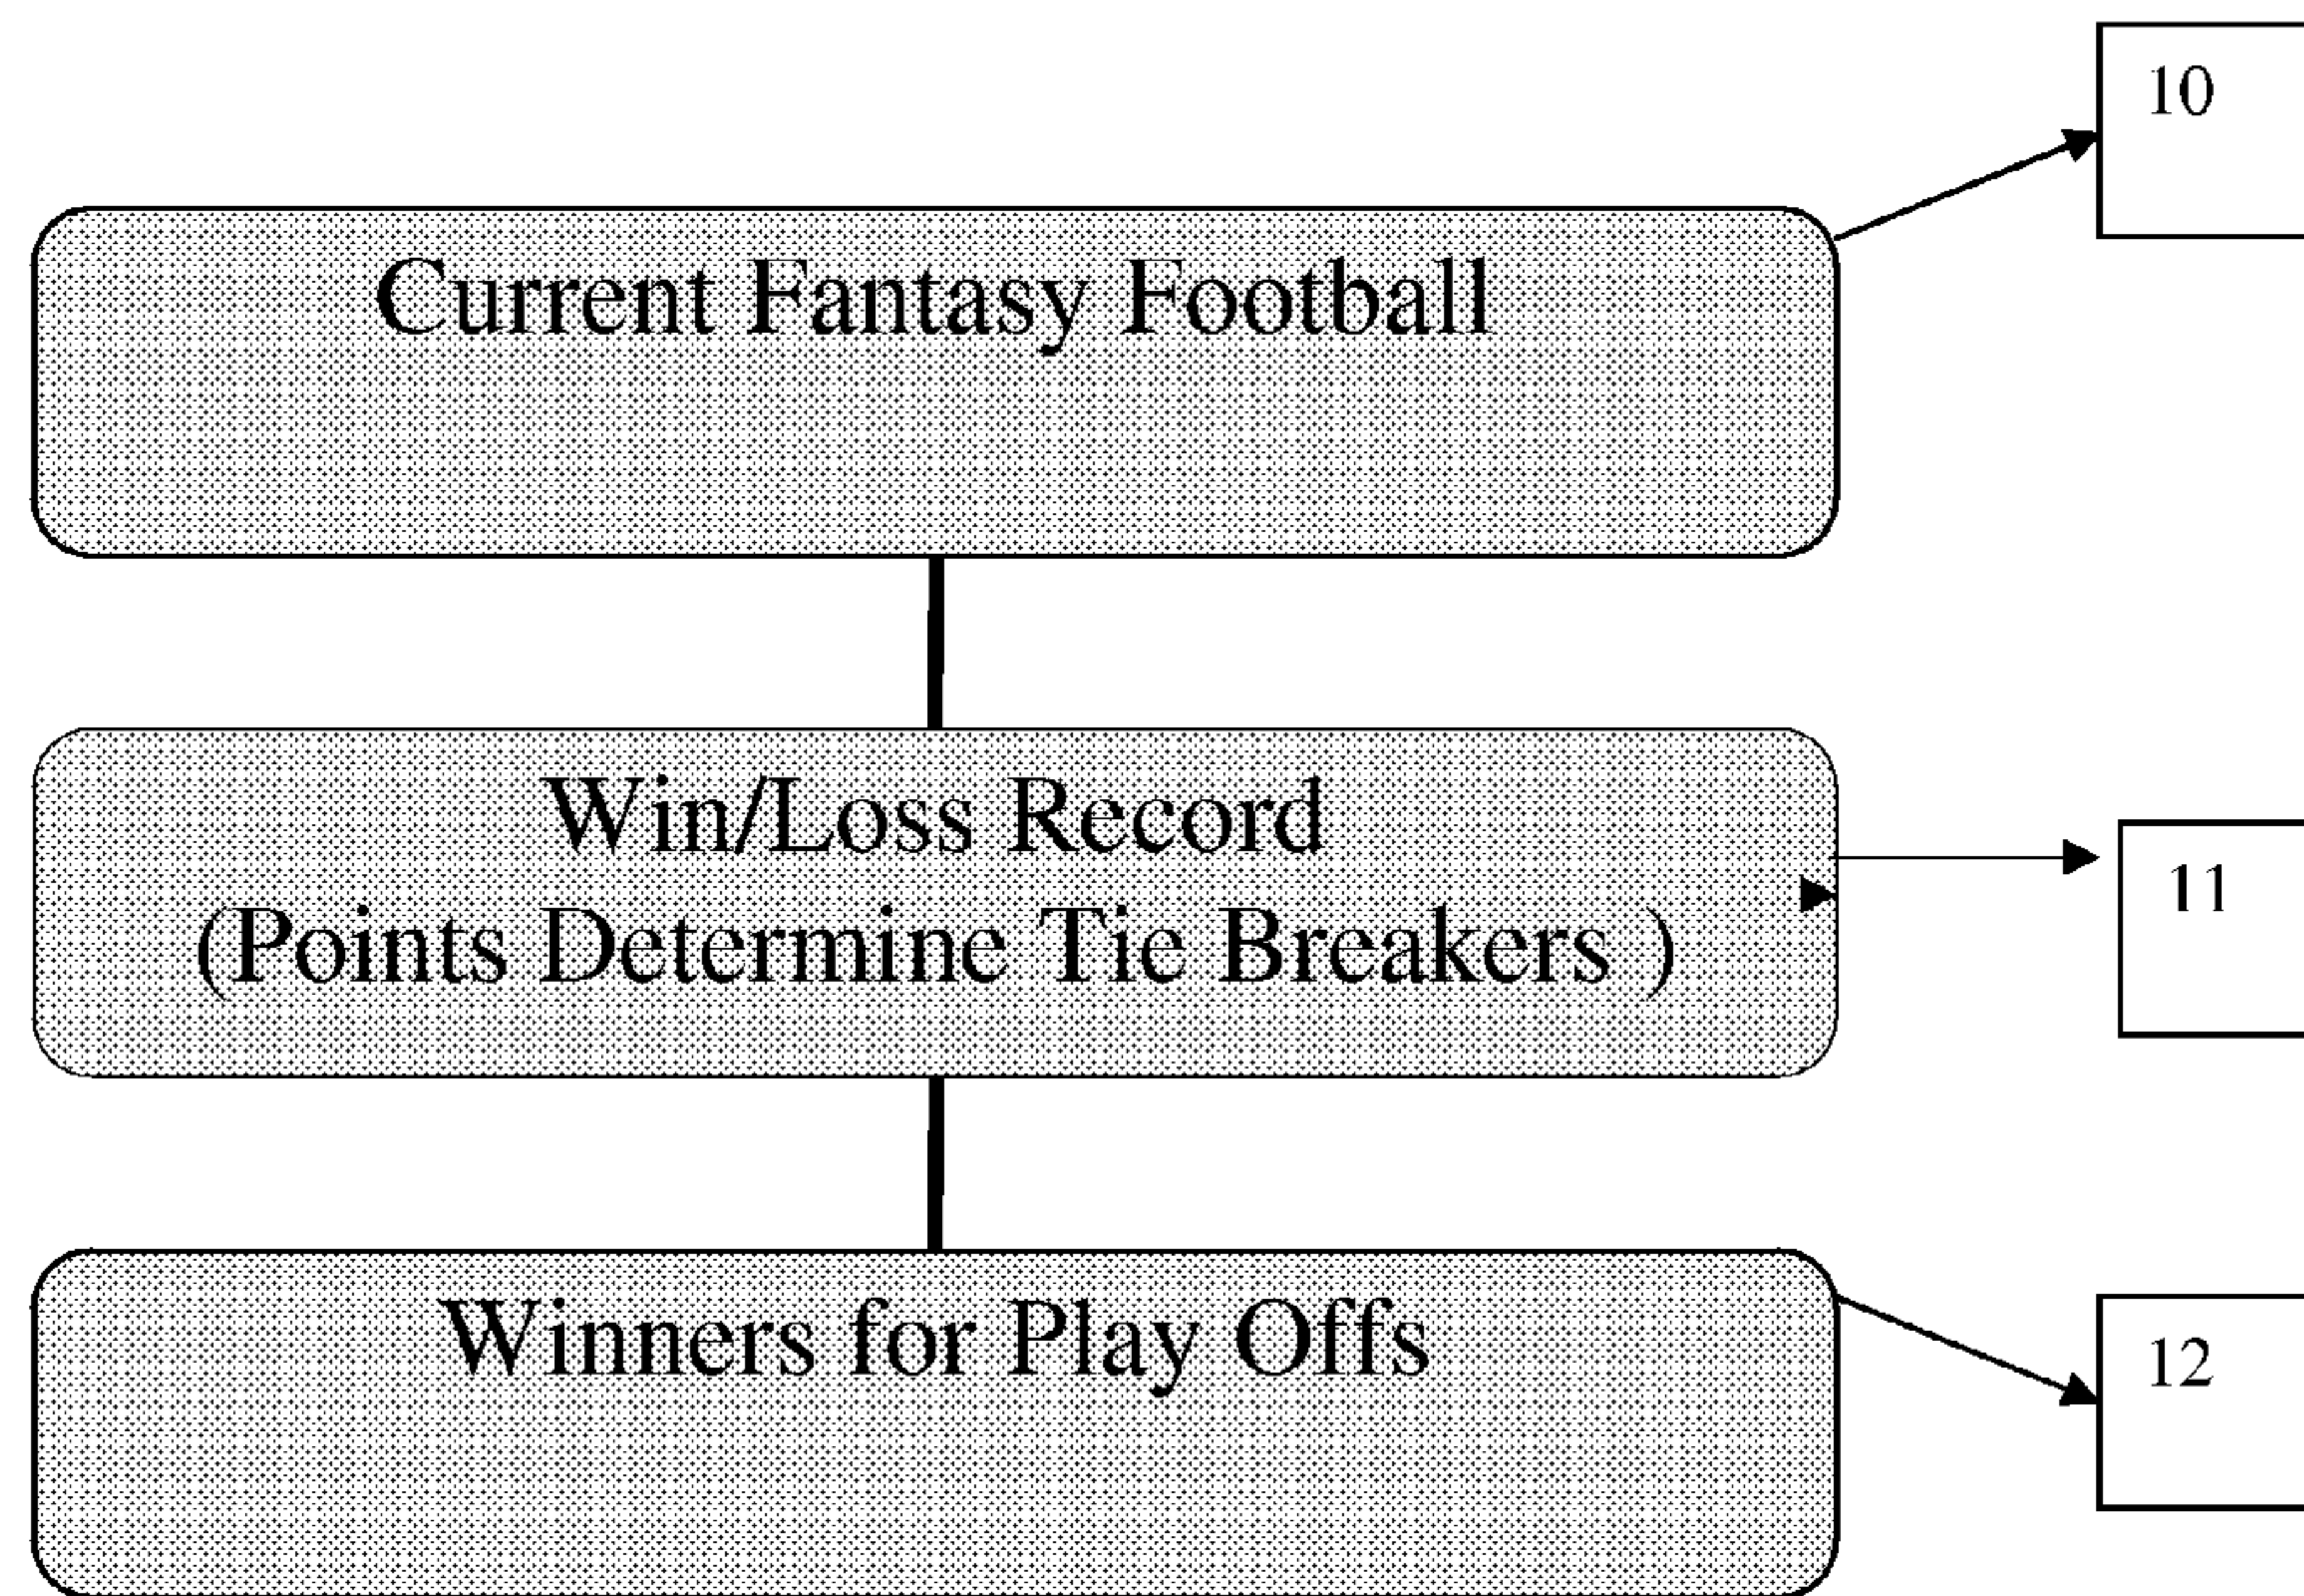 10
Current Fantasy Football
Win/Loss Record
(Points Determine Tie Breakers )
11
Winners for Play Offs
12